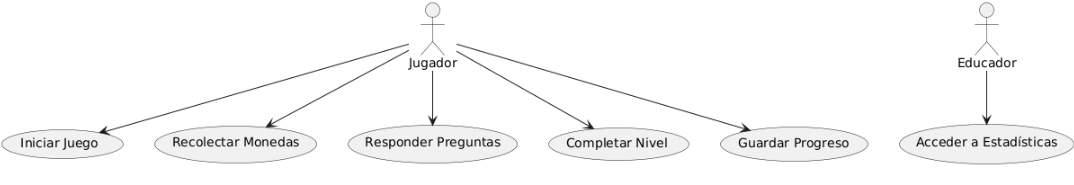 Jugador
Educador
Iniciar Juego
Recolectar Monedas
Responder Preguntas
Completar Nivel
Guardar Progreso
Acceder a Estadísticas